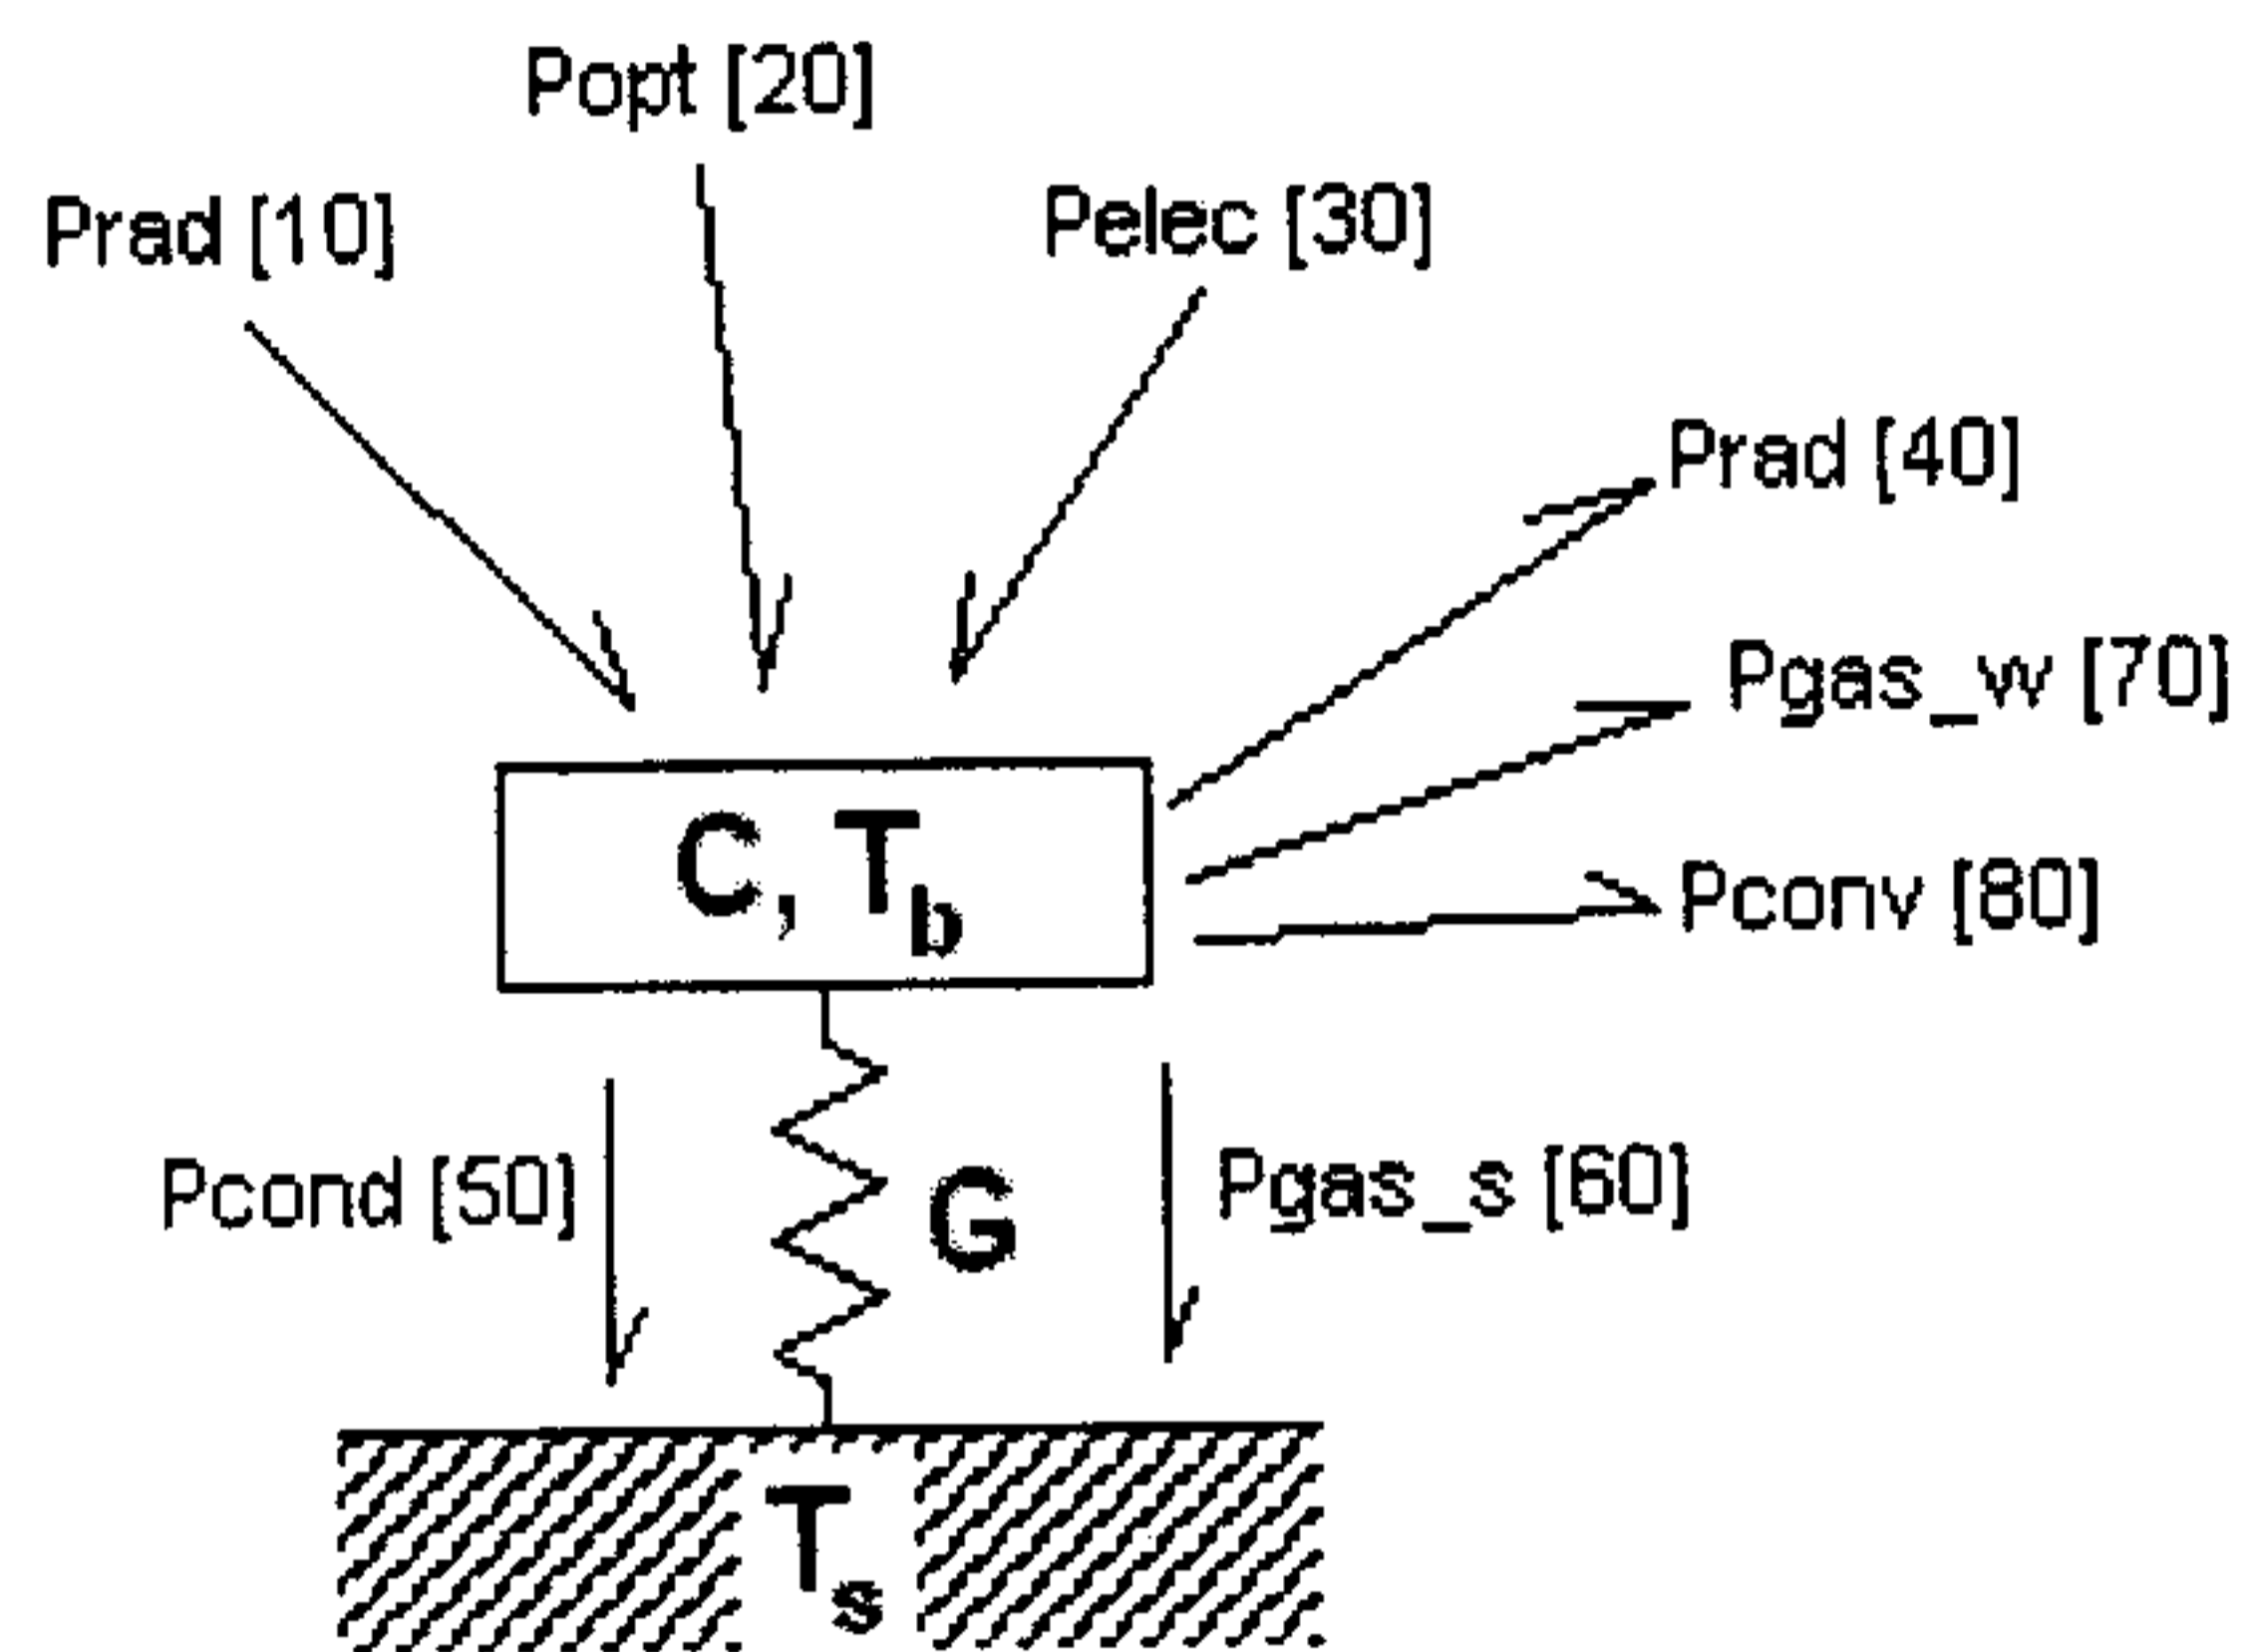 Popt [20]
Prad [10]
Pelec [30]
Prad [40]
Pgas_w [70]
C, Tb
Pconv [80]
Pcond [50]
G
Pgas_s [60]
Ts